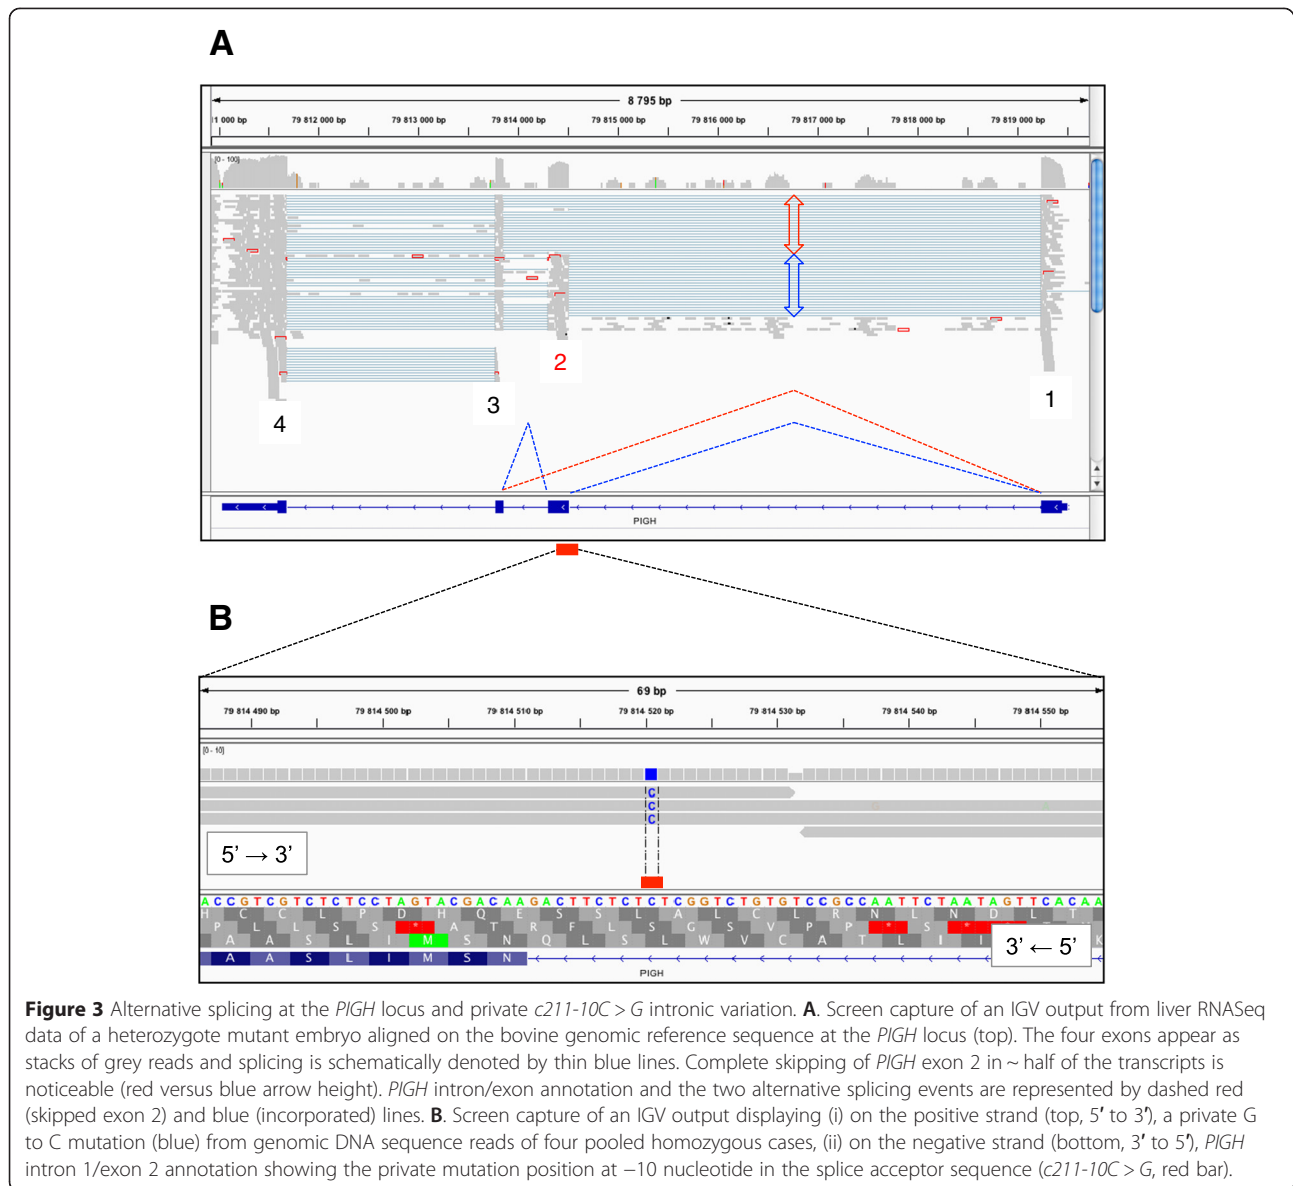 A
8 795 bp
1 000 bp 79 812 000 bp 79 813 000 bp 79 814 000 bp 79 815 000 bp 79 816 000 bp 79 817 000 bp 79 818 000 bp 79 819 000 bp
[0 - 100]
2
3
1
4
PIGH
B
69 bp
79 814 490 bp 79 814 500 bp 79 814 510 bp 79 814 520 bp 79 814 530 bp 79 814 540 bp 79 814 550 bp
[0 - 10]
C
C G A
C
5’ → 3’
A C C G T C G T C T C T C C T A G T A C G A C A A G A C T T C T C T C T C G G T C T G T G T C C G C C A A T T C T A A T A G T T C A C A A
H C C L P D H Q E S S L A L C L R N L N D L T
P L L S S * A T R F L S G S V P P * S *
A A S L I M S N Q L S L W V C A T L I I K
3’ ← 5’
A A S L I M S N
PIGH
Figure 3 Alternative splicing at the PIGH locus and private c211-10C > G intronic variation. A. Screen capture of an IGV output from liver RNASeq
data of a heterozygote mutant embryo aligned on the bovine genomic reference sequence at the PIGH locus (top). The four exons appear as
stacks of grey reads and splicing is schematically denoted by thin blue lines. Complete skipping of PIGH exon 2 in ~ half of the transcripts is
noticeable (red versus blue arrow height). PIGH intron/exon annotation and the two alternative splicing events are represented by dashed red
(skipped exon 2) and blue (incorporated) lines. B. Screen capture of an IGV output displaying (i) on the positive strand (top, 5′ to 3′), a private G
to C mutation (blue) from genomic DNA sequence reads of four pooled homozygous cases, (ii) on the negative strand (bottom, 3′ to 5′), PIGH
intron 1/exon 2 annotation showing the private mutation position at −10 nucleotide in the splice acceptor sequence (c211-10C > G, red bar).